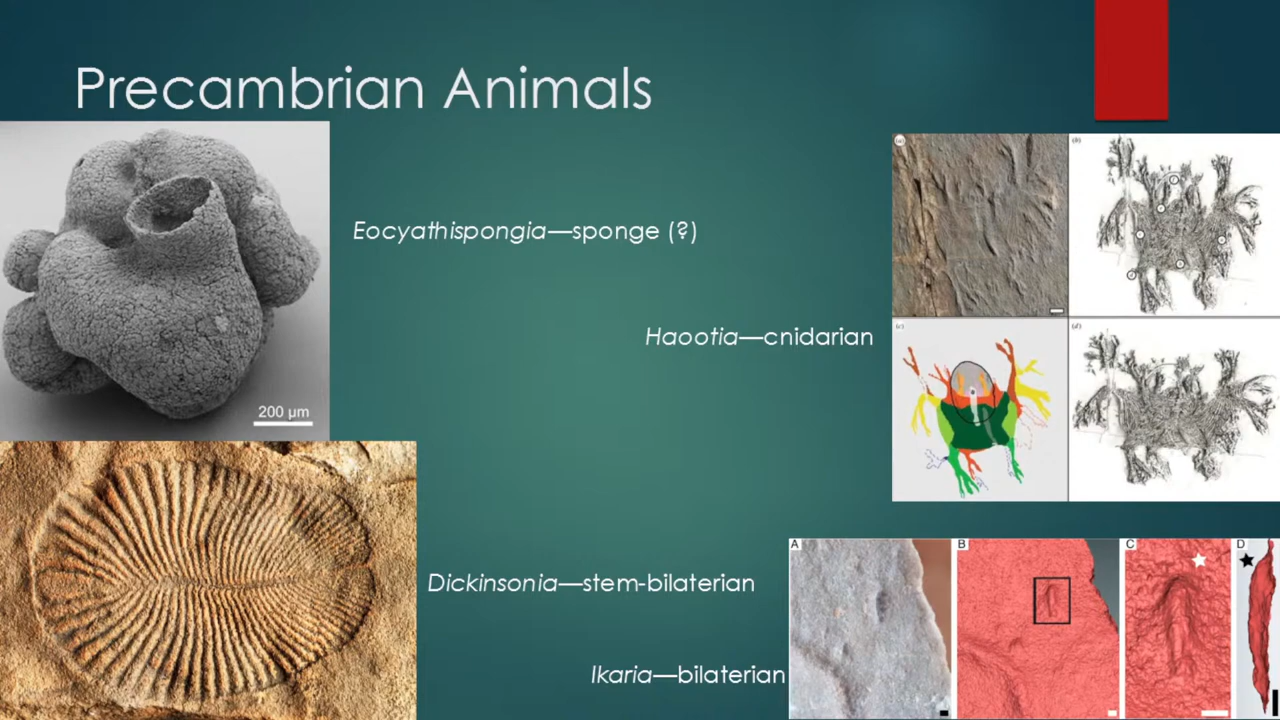 Precambrian Animals
Eocyathispongia—sponge (?)
200 µm
Haootia—cnidarian
(a)
(b)
(c)
(d)
Dickinsonia—stem-bilaterian
Ikaria—bilaterian
A
B
C
D